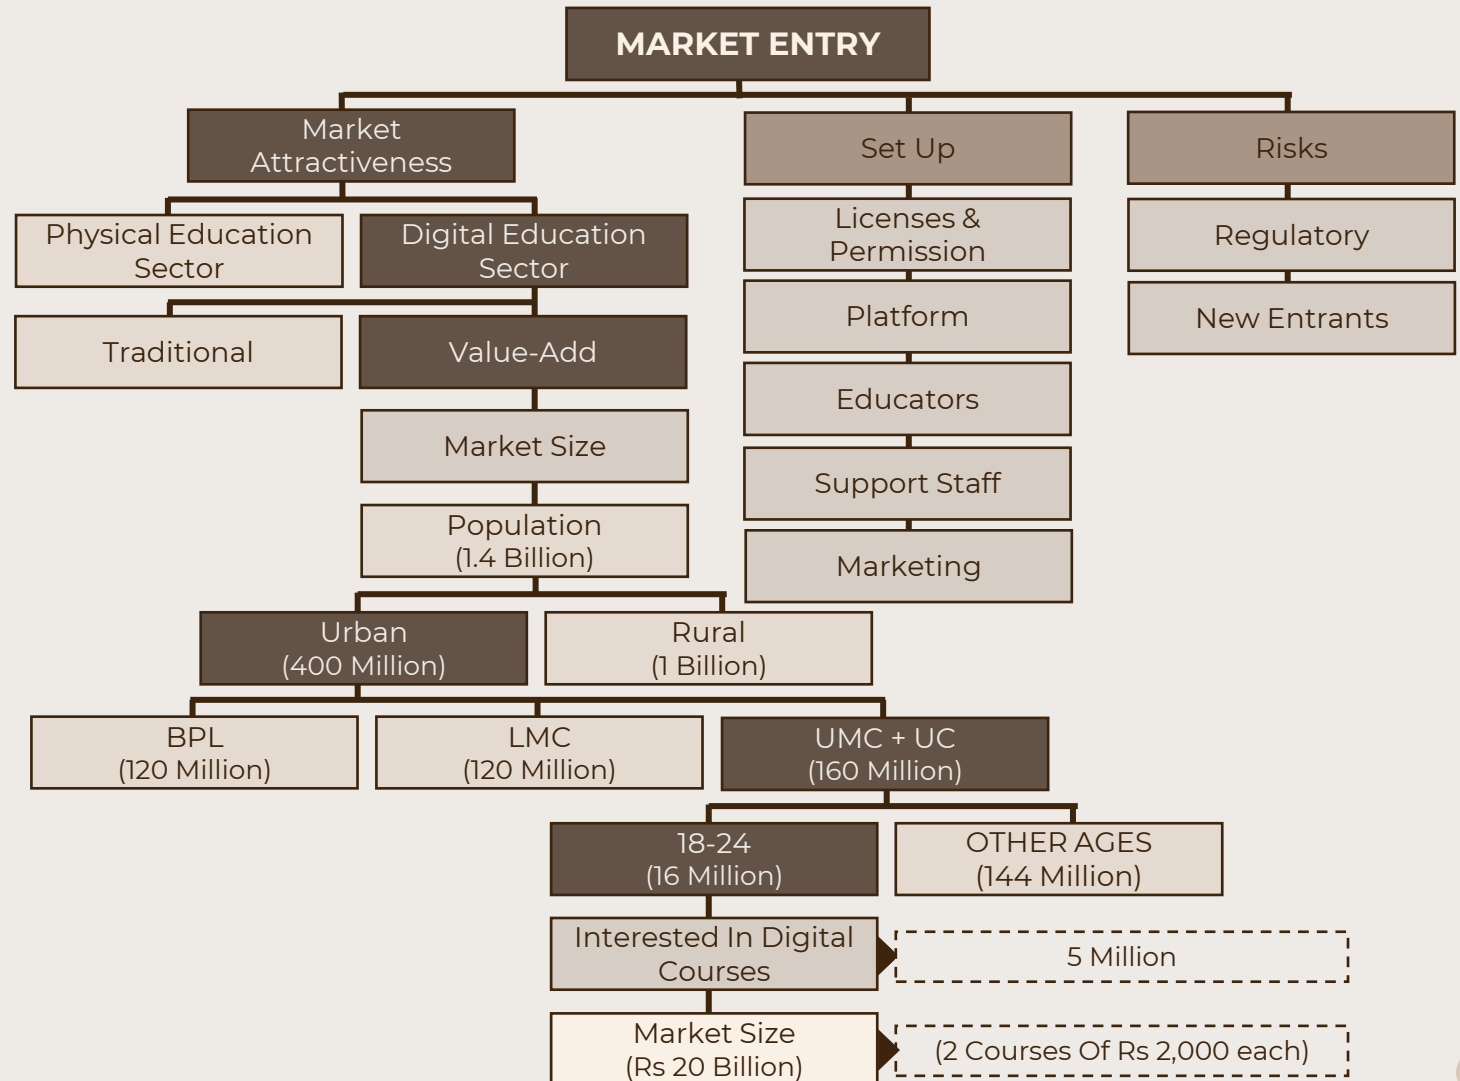 MARKET ENTRY
Market
Attractiveness
Set Up
Risks
Physical Education
Sector
Digital Education
Sector
Licenses &
Permission
Regulatory
Traditional
Value-Add
Platform
New Entrants
Market Size
Educators
Population
(1.4 Billion)
Support Staff
Marketing
Urban
(400 Million)
Rural
(1 Billion)
BPL
(120 Million)
LMC
(120 Million)
UMC + UC
(160 Million)
18-24
(16 Million)
OTHER AGES
(144 Million)
Interested In Digital
Courses
5 Million
Market Size
(Rs 20 Billion)
(2 Courses Of Rs 2,000 each)